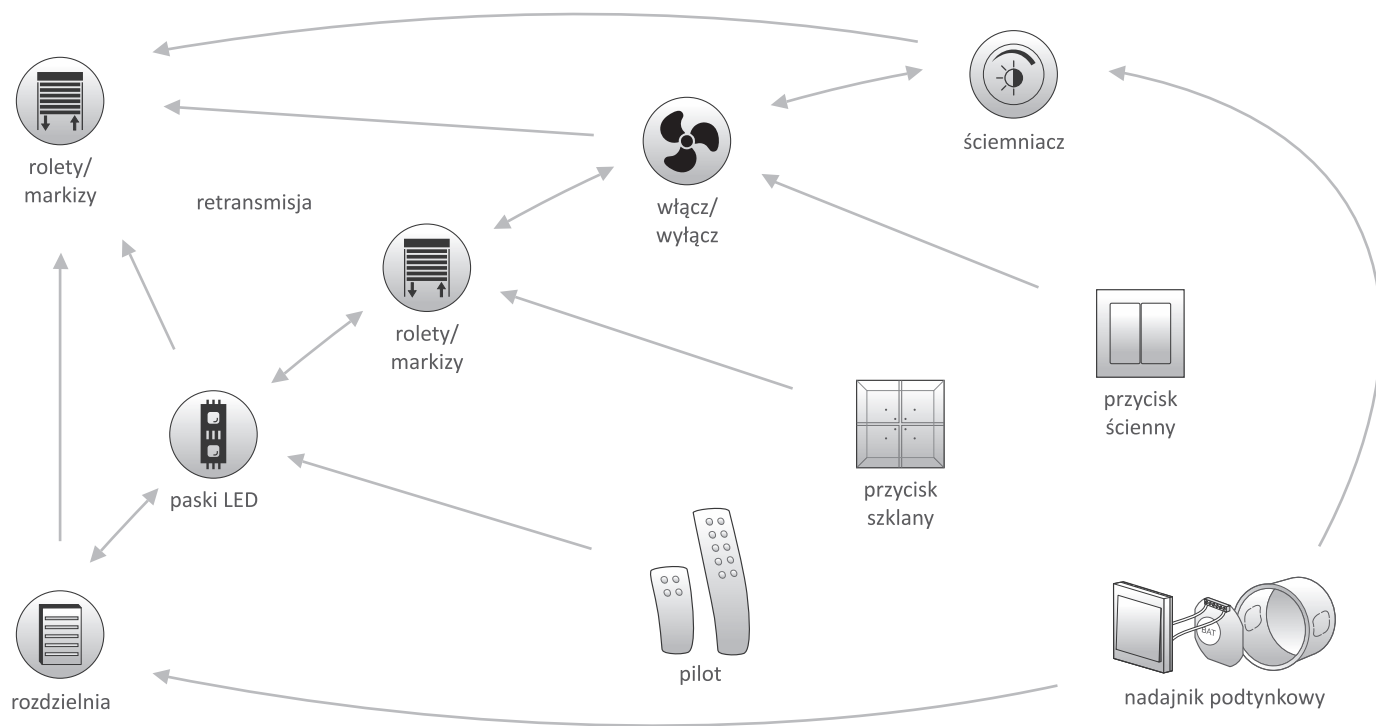 ściemniacz
rolety/
markizy
retransmisja
włącz/
wyłącz
rolety/
markizy
przycisk
ścienny
paski LED
przycisk
szklany
BAT
pilot
rozdzielnia
nadajnik podtynkowy